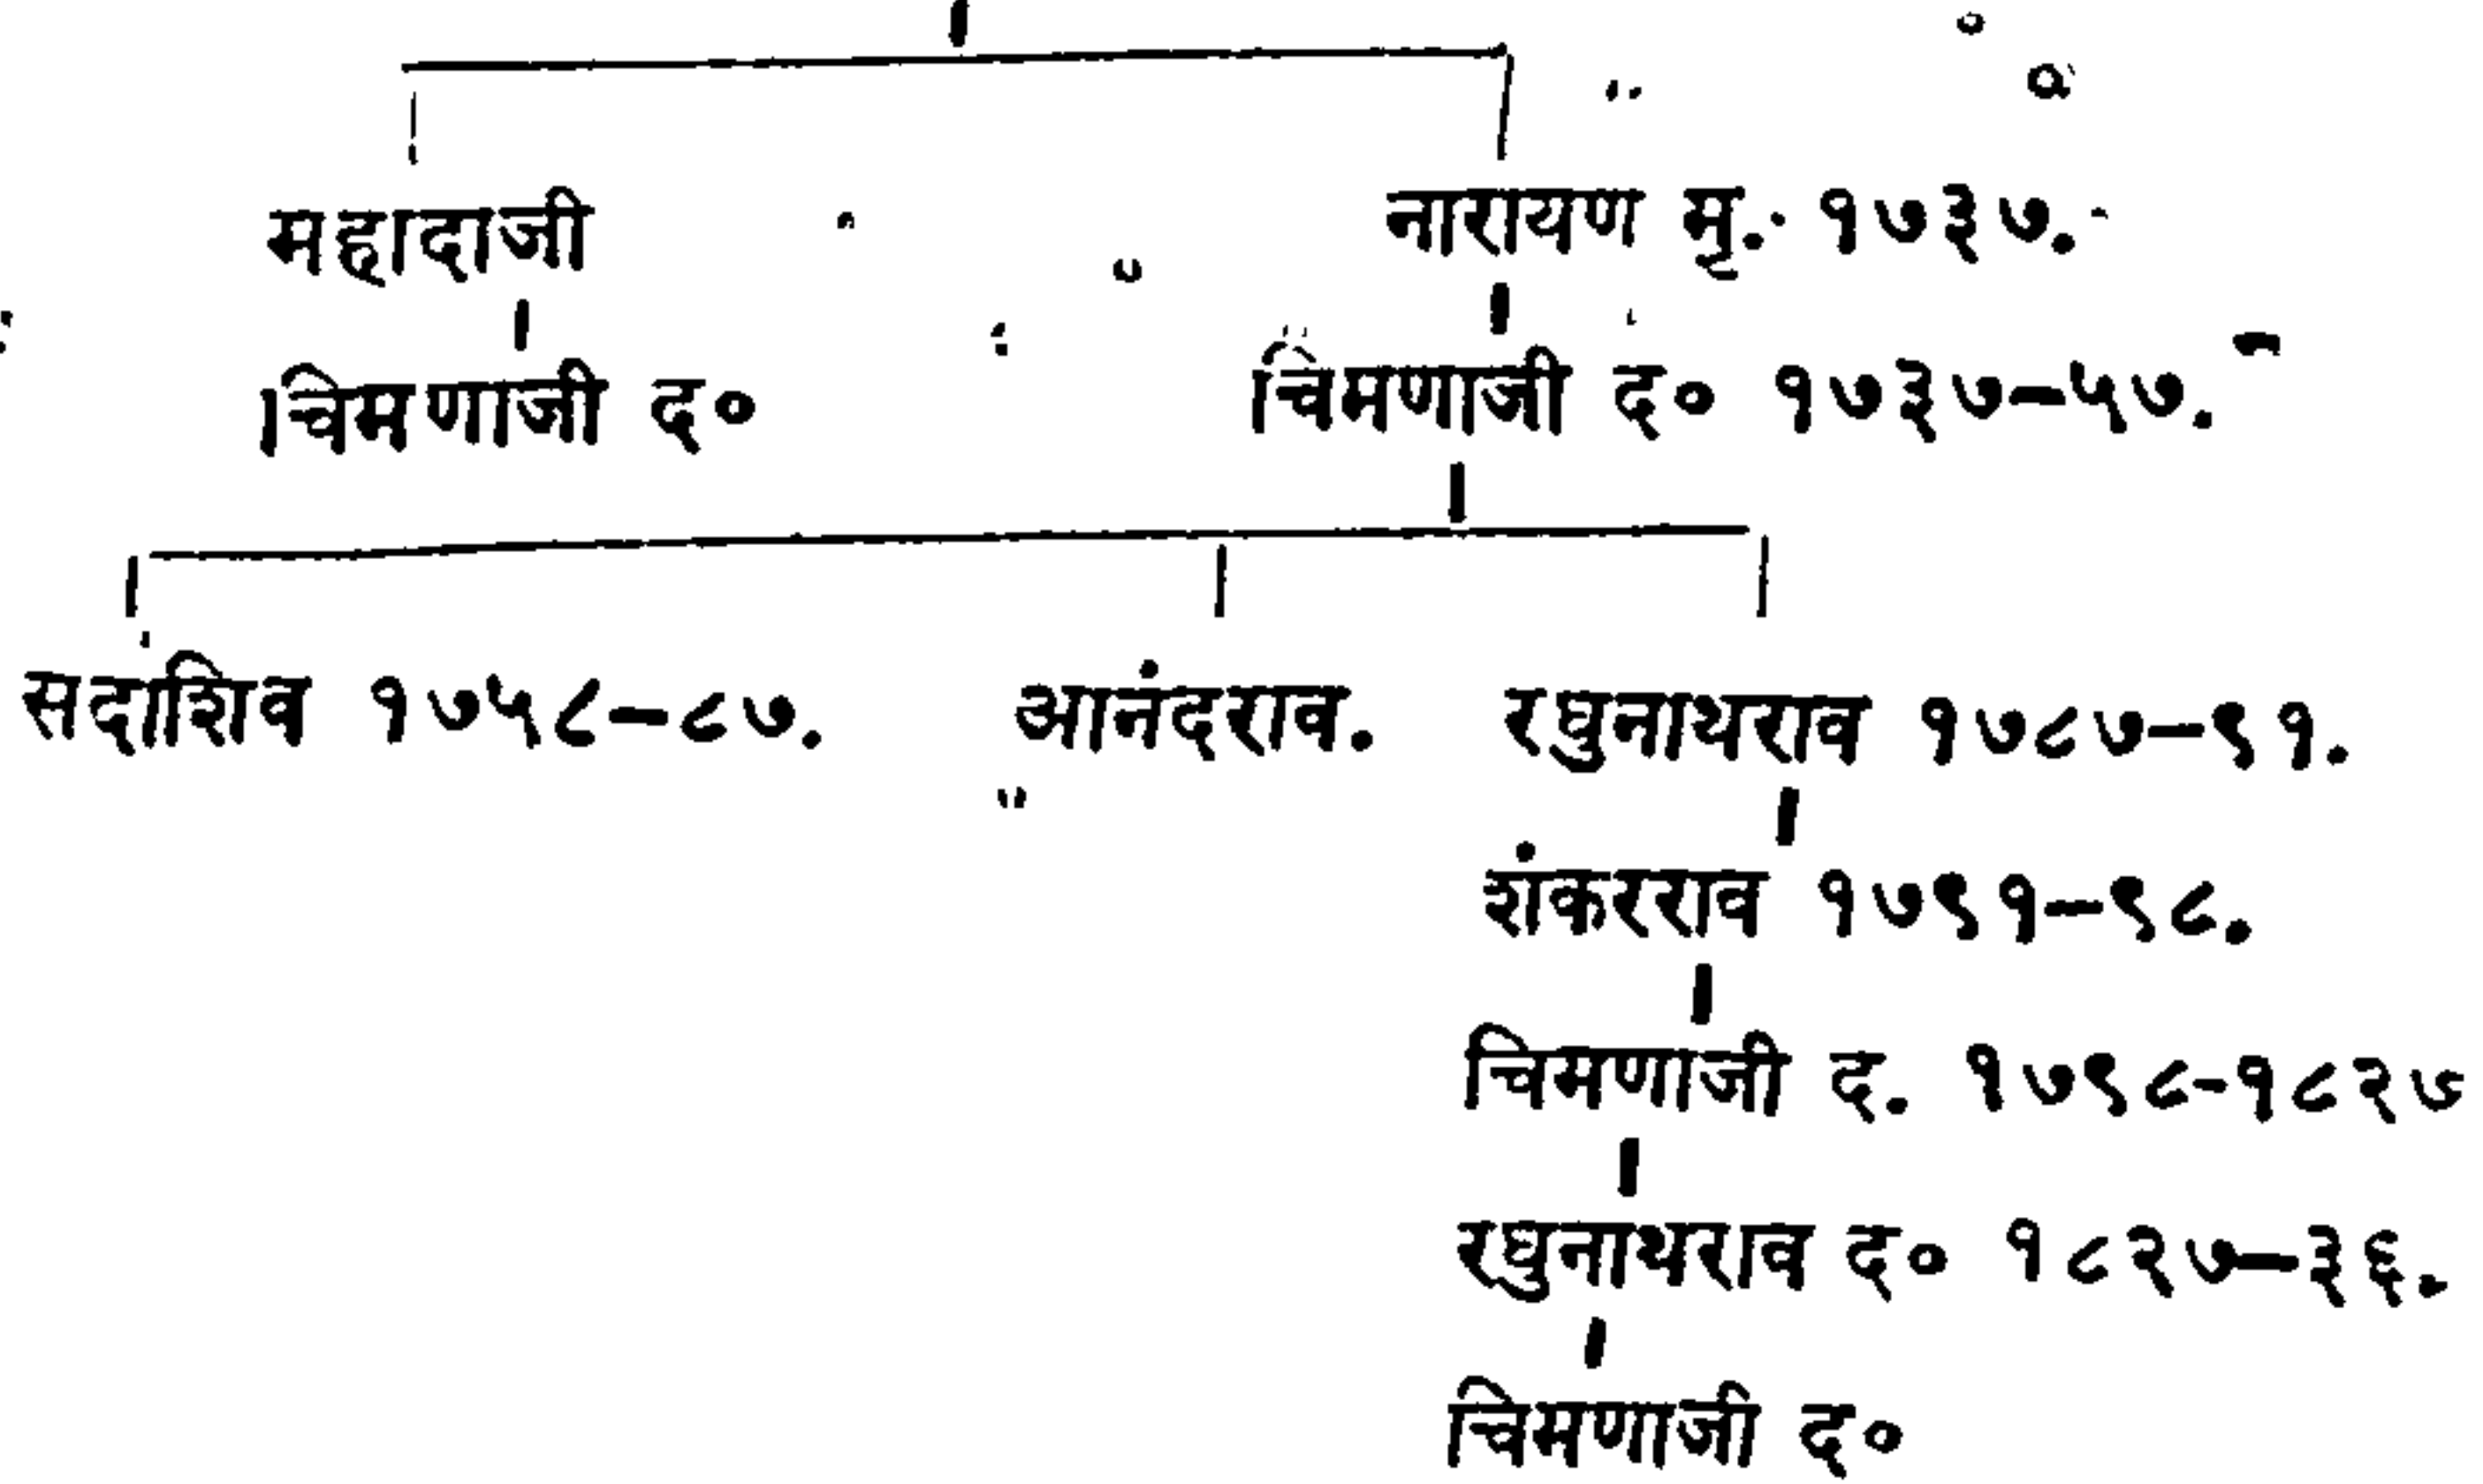 महादाजी नारायण मृ. १७३७.
चिमणाजी द० चिमणाजी द० १७३७–५७.
सदाशिव १७५८–८७. आनंदराव. रघुनाथराव १७८७–९१.
शंकरराव १७९१–९८.
चिमणाजी द. १७९८-१८२७
रघुनाथराव द० १८२७–३६.
चिमणाजी द०